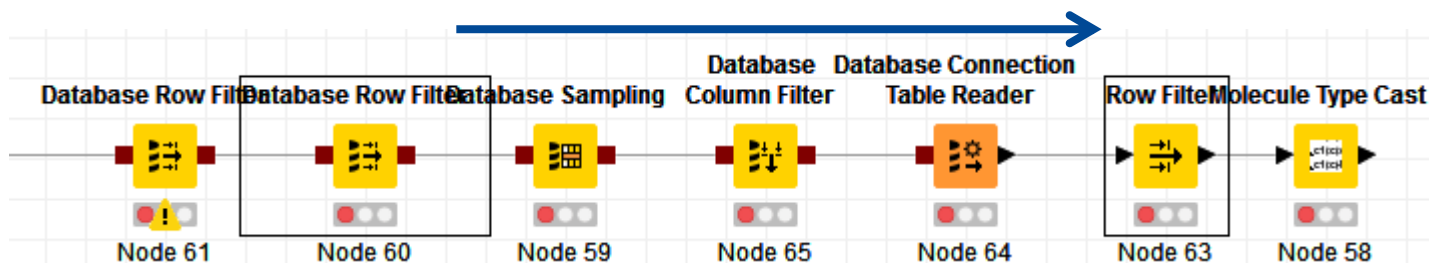 Database Database Connection
Database Row Filter Database Row Filter Database Sampling Column Filter Table Reader Row Filter Molecule Type Cast
Node 61 Node 60 Node 59 Node 65 Node 64 Node 63 Node 58